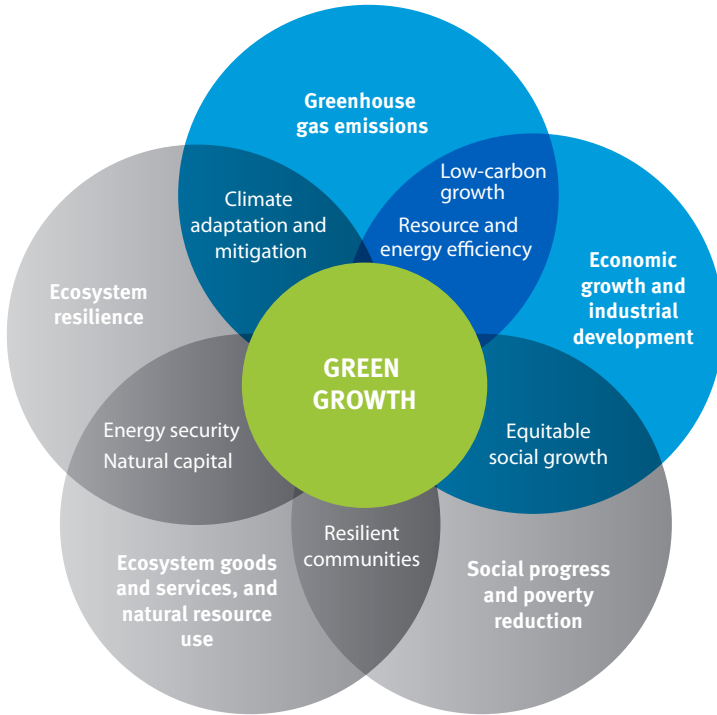 Greenhouse
gas emissions
Low-carbon
growth
Resource and
energy efficiency
Climate
adaptation and
mitigation
Economic
growth and
industrial
development
Ecosystem
resilience
GREEN
GROWTH
Energy security
Natural capital
Equitable
social growth
Resilient
communities
Ecosystem goods
and services, and
natural resource
use
Social progress
and poverty
reduction